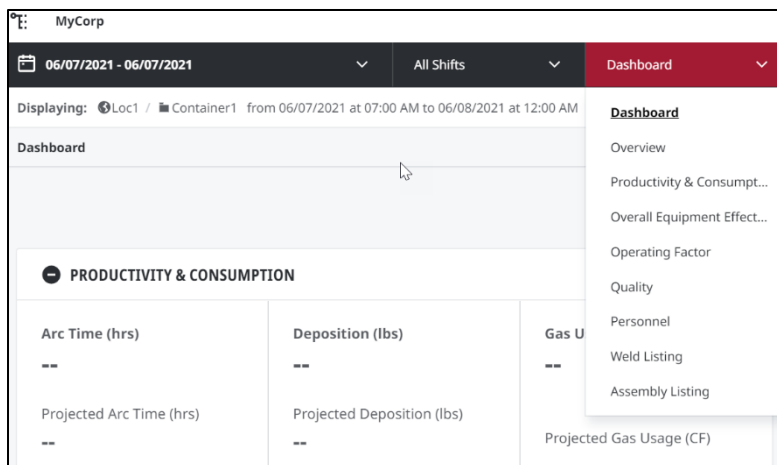 MyCorp
06/07/2021 - 06/07/2021
All Shifts
Dashboard
Displaying: Loc1 / Container1 from 06/07/2021 at 07:00 AM to 06/08/2021 at 12:00 AM
Dashboard
Dashboard
Overview
Productivity & Consumpt...
Overall Equipment Effect...
Operating Factor
Quality
Personnel
Weld Listing
Assembly Listing
PRODUCTIVITY & CONSUMPTION
Arc Time (hrs)
--
Projected Arc Time (hrs)
--
Deposition (lbs)
--
Projected Deposition (lbs)
--
Gas U
--
Projected Gas Usage (CF)